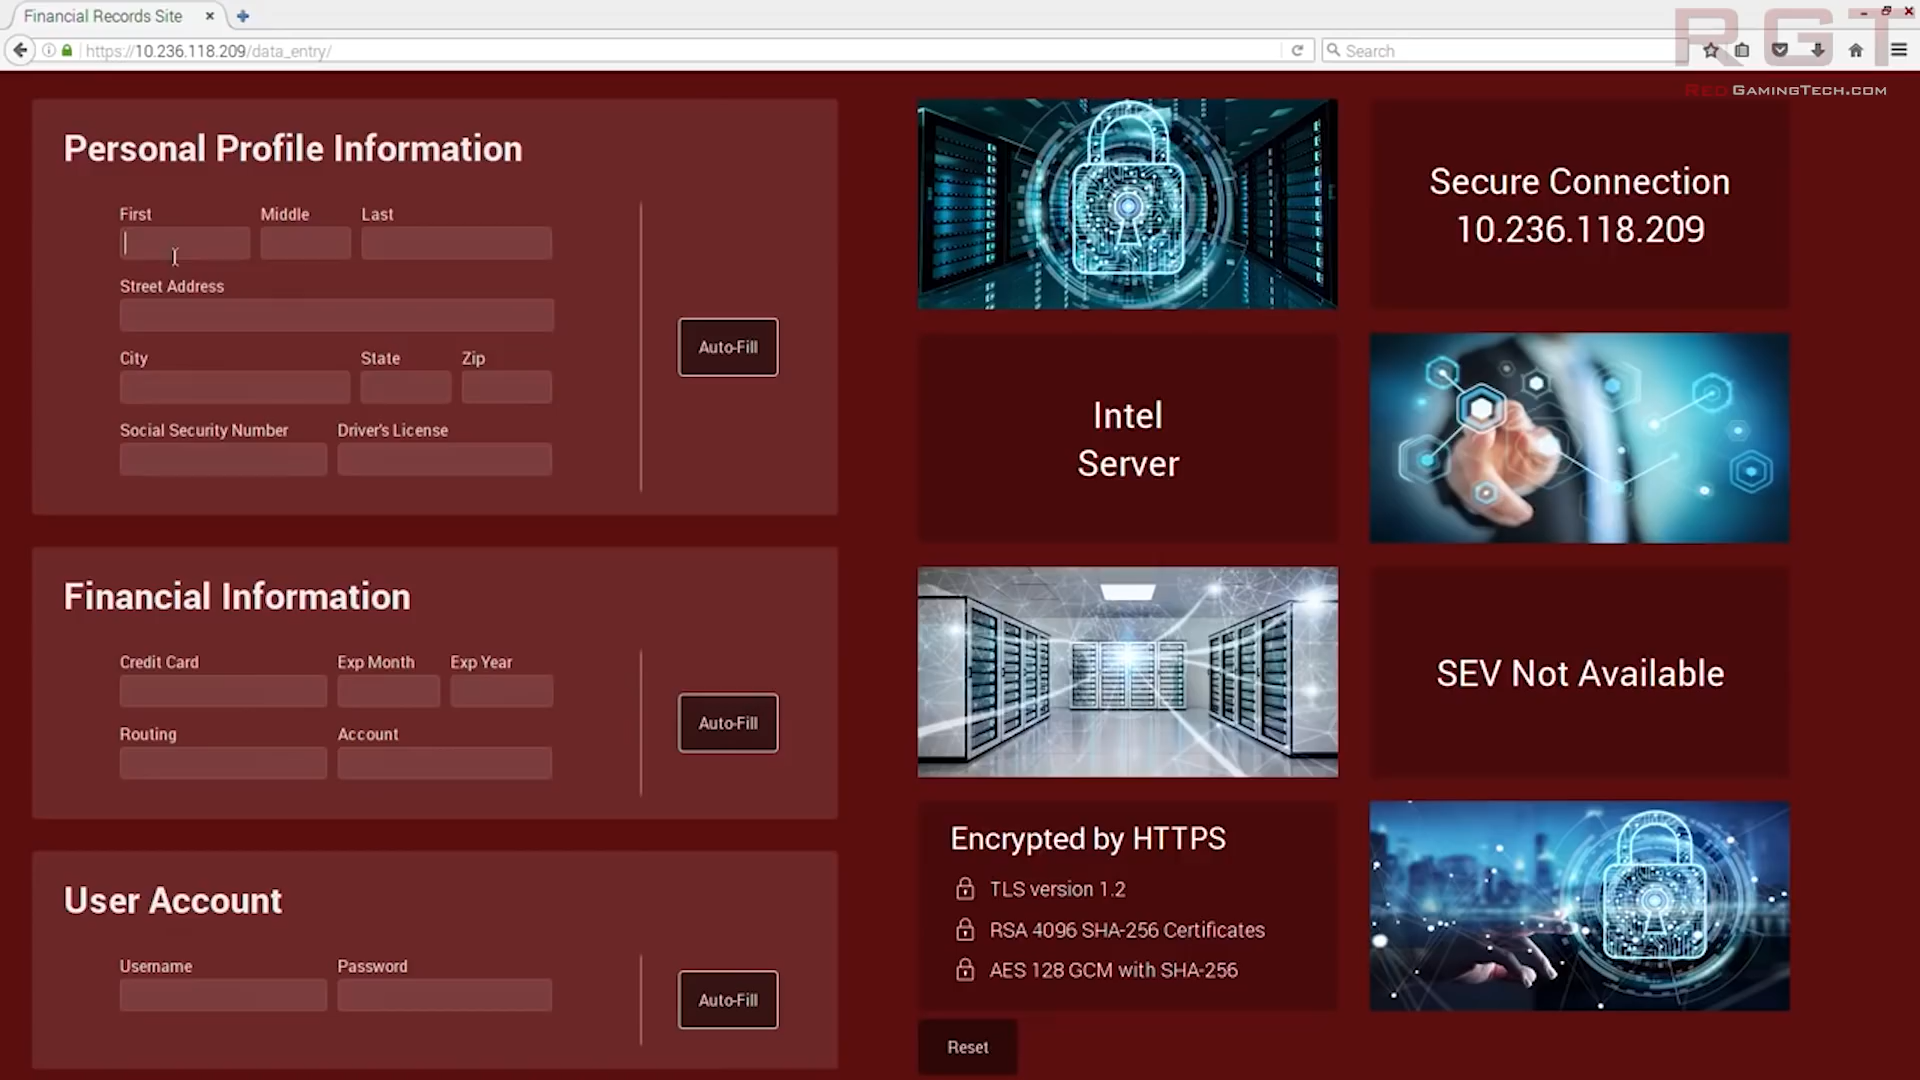 Financial Records Site
https://10.236.118.209/data_entry/
Search
RGT
RedGamingTech.com
Personal Profile Information
First Middle Last
Street Address
City State Zip
Social Security Number Driver's License
Auto-Fill
Financial Information
Credit Card Exp Month Exp Year
Routing Account
Auto-Fill
User Account
Username Password
Auto-Fill
Secure Connection
10.236.118.209
Intel
Server
SEV Not Available
Encrypted by HTTPS
TLS version 1.2
RSA 4096 SHA-256 Certificates
AES 128 GCM with SHA-256
Reset